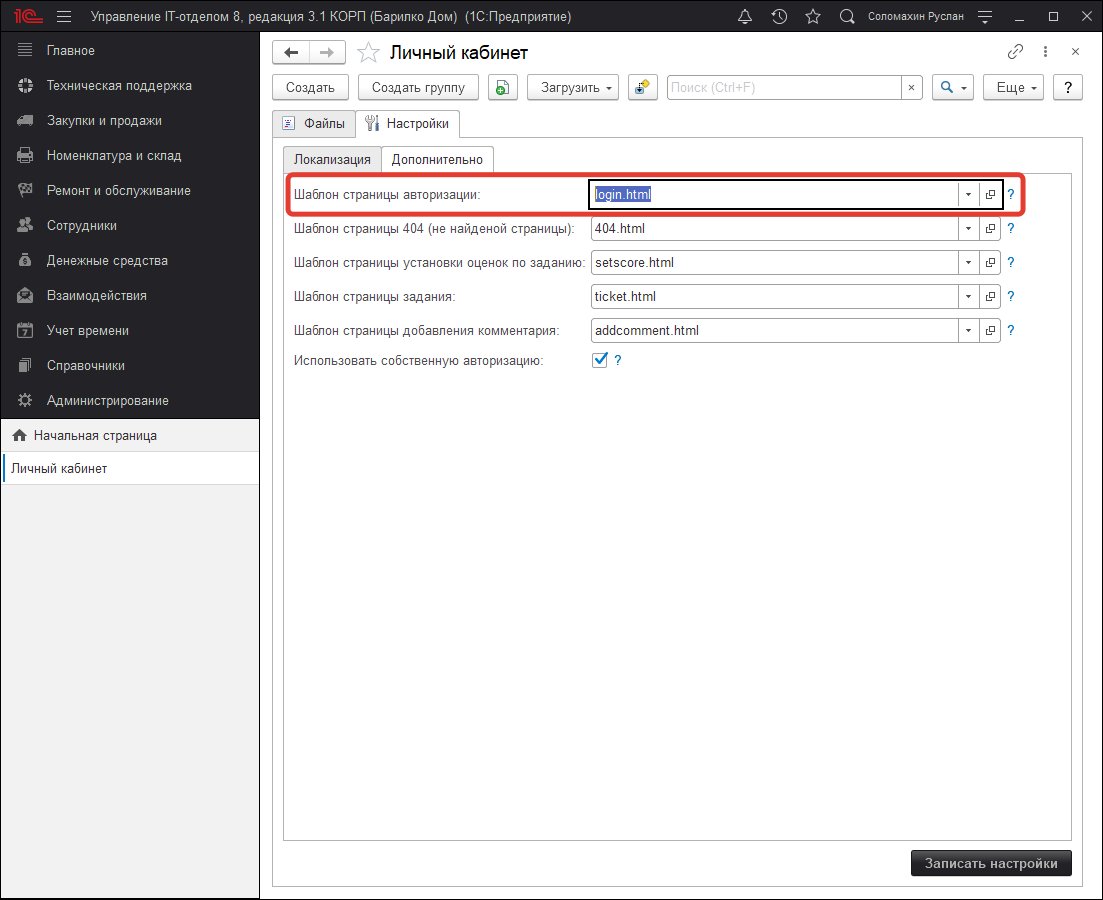 1С Управление IT-отделом 8, редакция 3.1 КОРП (Барилко Дом) (1С:Предприятие) Соломахин Руслан
Главное
Техническая поддержка
Закупки и продажи
Номенклатура и склад
Ремонт и обслуживание
Сотрудники
Денежные средства
Взаимодействия
7 Учет времени
Справочники
Администрирование
Начальная страница
Личный кабинет
Личный кабинет
Создать Создать группу Загрузить Поиск (Ctrl+F) × Еще ?
Файлы Настройки
Локализация Дополнительно
Шаблон страницы авторизации: login.html ?
Шаблон страницы 404 (не найденой страницы): 404.html ?
Шаблон страницы установки оценок по заданию: setscore.html ?
Шаблон страницы задания: ticket.html ?
Шаблон страницы добавления комментария: addcomment.html ?
Использовать собственную авторизацию: ?
Записать настройки